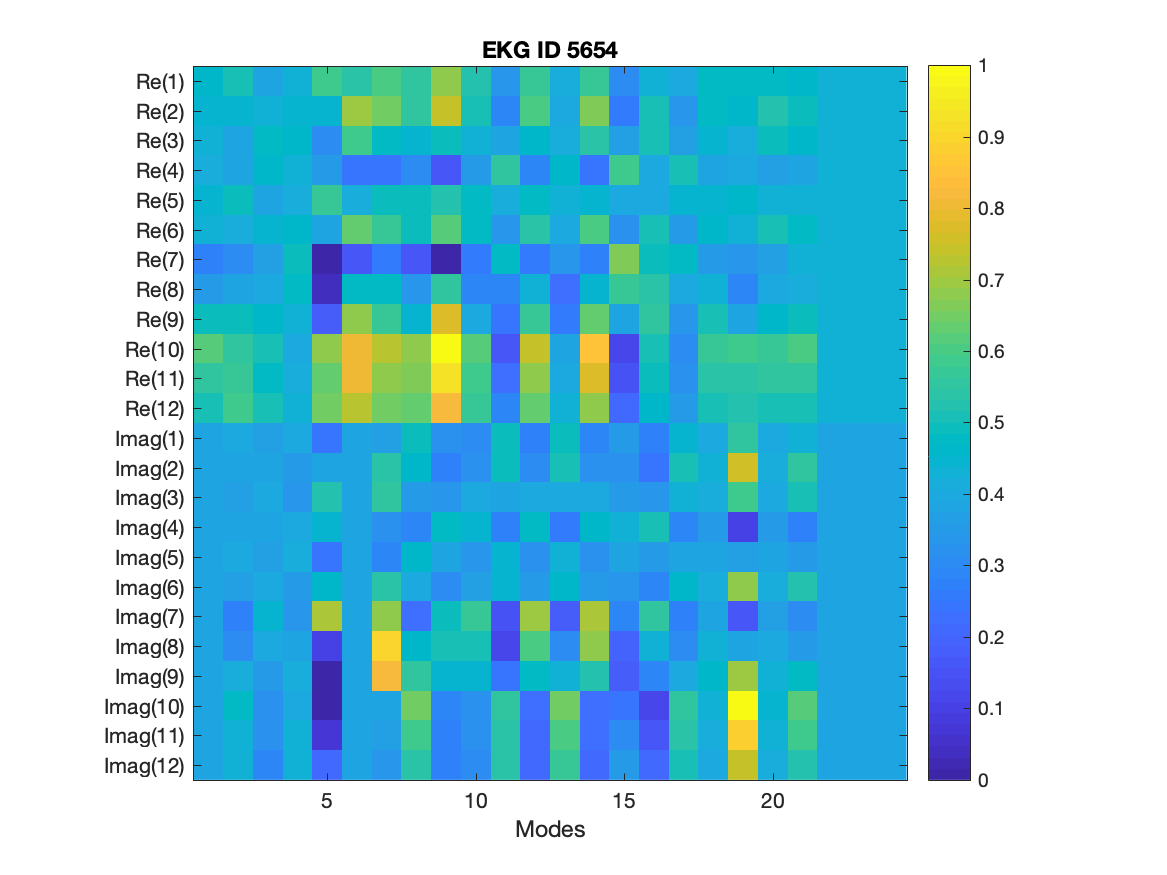 EKG ID 5654
Re(1)
Re(2)
Re(3)
Re(4)
Re(5)
Re(6)
Re(7)
Re(8)
Re(9)
Re(10)
Re(11)
Re(12)
Imag(1)
Imag(2)
Imag(3)
Imag(4)
Imag(5)
Imag(6)
Imag(7)
Imag(8)
Imag(9)
Imag(10)
Imag(11)
Imag(12)
5 10 15 20
Modes
1
0.9
0.8
0.7
0.6
0.5
0.4
0.3
0.2
0.1
0